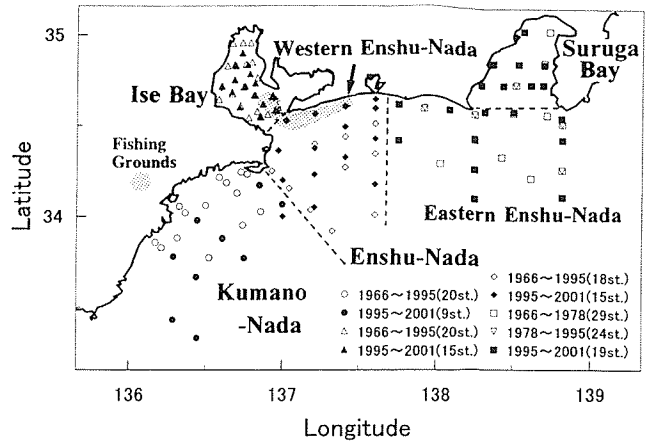 35
34
Latitude
136
137
138
139
Longitude
Western Enshu-Nada
Suruga
Bay
Ise Bay
Fishing
Grounds
Eastern Enshu-Nada
Enshu-Nada
Kumano
-Nada
1966~1995(20st.)
1995~2001(9st.)
1966~1995(20st.)
1995~2001(15st.)
1966~1995(18st.)
1995~2001(15st.)
1966~1978(29st.)
1978~1995(24st.)
1995~2001(19st.)